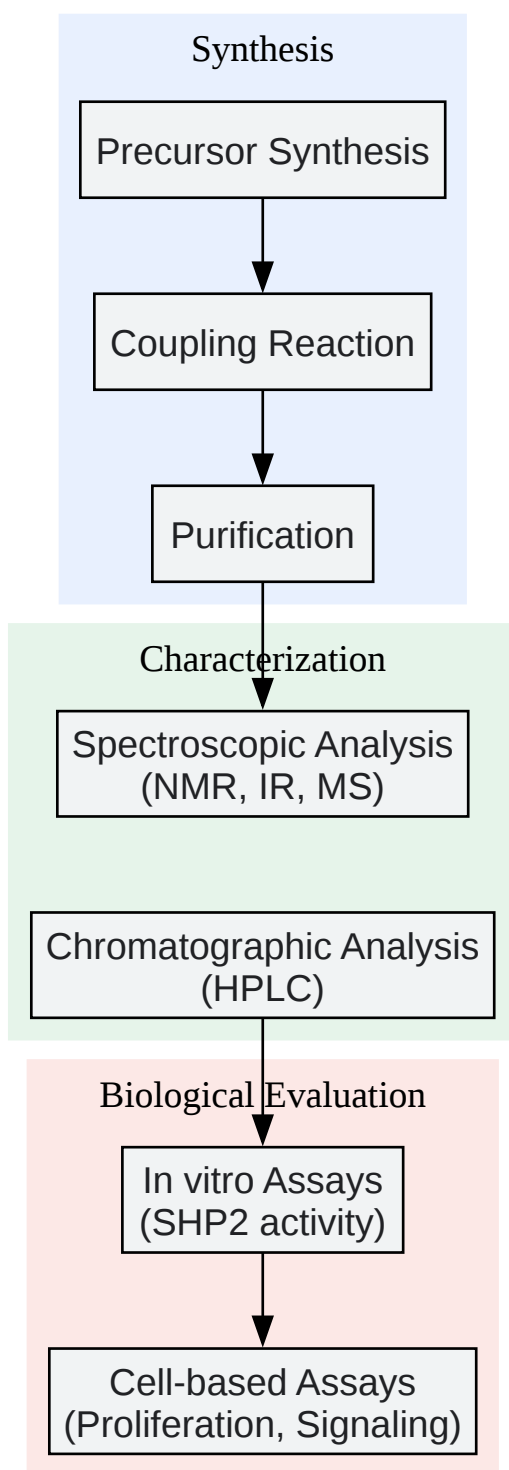 Synthesis
Precursor Synthesis
Coupling Reaction
Purification
Characterization
Spectroscopic Analysis
(NMR, IR, MS)
Chromatographic Analysis
(HPLC)
Biological Evaluation
In vitro Assays
(SHP2 activity)
Cell-based Assays
(Proliferation, Signaling)